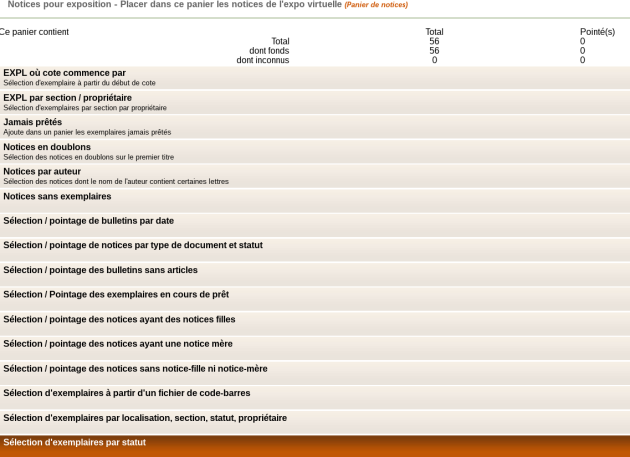 Notices pour exposition - Placer dans ce panier les notices de l'expo virtuelle (Panier de notices)
Ce panier contient Total Pointé(s)
Total 56 0
dont fonds 56 0
dont inconnus 0 0
EXPL où cote commence par
Sélection d'exemplaire à partir du début de cote
EXPL par section / propriétaire
Sélection d'exemplaires par section par propriétaire
Jamais prêtés
Ajoute dans un panier les exemplaires jamais prêtés
Notices en doublons
Sélection des notices en doublons sur le premier titre
Notices par auteur
Sélection des notices dont le nom de l'auteur contient certaines lettres
Notices sans exemplaires
Sélection / pointage de bulletins par date
Sélection / pointage de notices par type de document et statut
Sélection / pointage des bulletins sans articles
Sélection / Pointage des exemplaires en cours de prêt
Sélection / pointage des notices ayant des notices filles
Sélection / pointage des notices ayant une notice mère
Sélection / pointage des notices sans notice-fille ni notice-mère
Sélection d'exemplaires à partir d'un fichier de code-barres
Sélection d'exemplaires par localisation, section, statut, propriétaire
Sélection d'exemplaires par statut